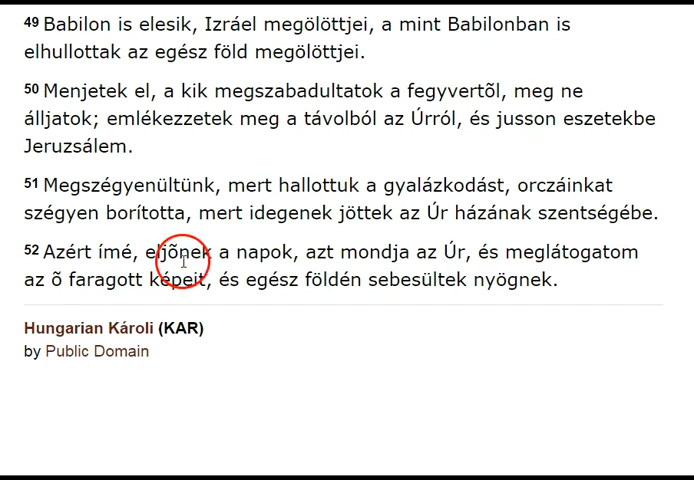 49 Babilon is elesik, Izráel megölöttjei, a mint Babilonban is
elhullottak az egész föld megölöttjei.
50 Menjetek el, a kik megszabadultatok a fegyvertõl, meg ne
álljatok; emlékezzetek meg a távolból az Úrról, és jusson eszetekbe
Jeruzsálem.
51 Megszégyenültünk, mert hallottuk a gyalázkodást, orczáinkat
szégyen borította, mert idegenek jöttek az Úr házának szentségébe.
52 Azért ímé, eljõnek a napok, azt mondja az Úr, és meglátogatom
az õ faragott képeit, és egész földén sebesültek nyögnek.
Hungarian Károli (KAR)
by Public Domain